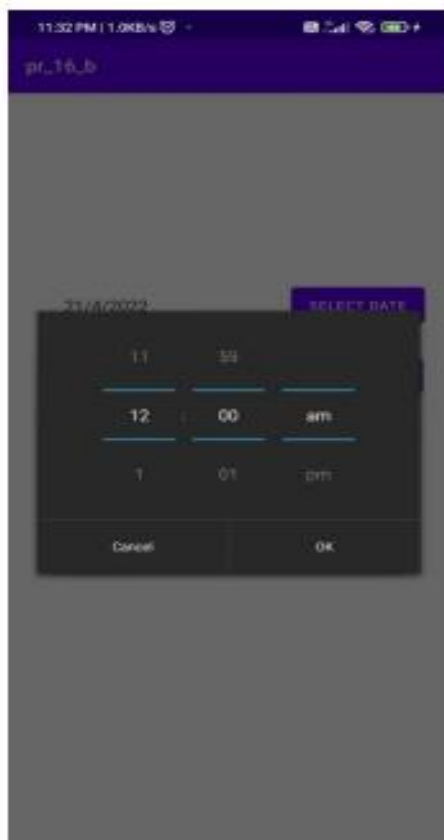 11:32 PM | 1.0KB/s
pr_16_b
21/4/2022 SELECT DATE
11 59
12 : 00 am
1 01 pm
Cancel OK